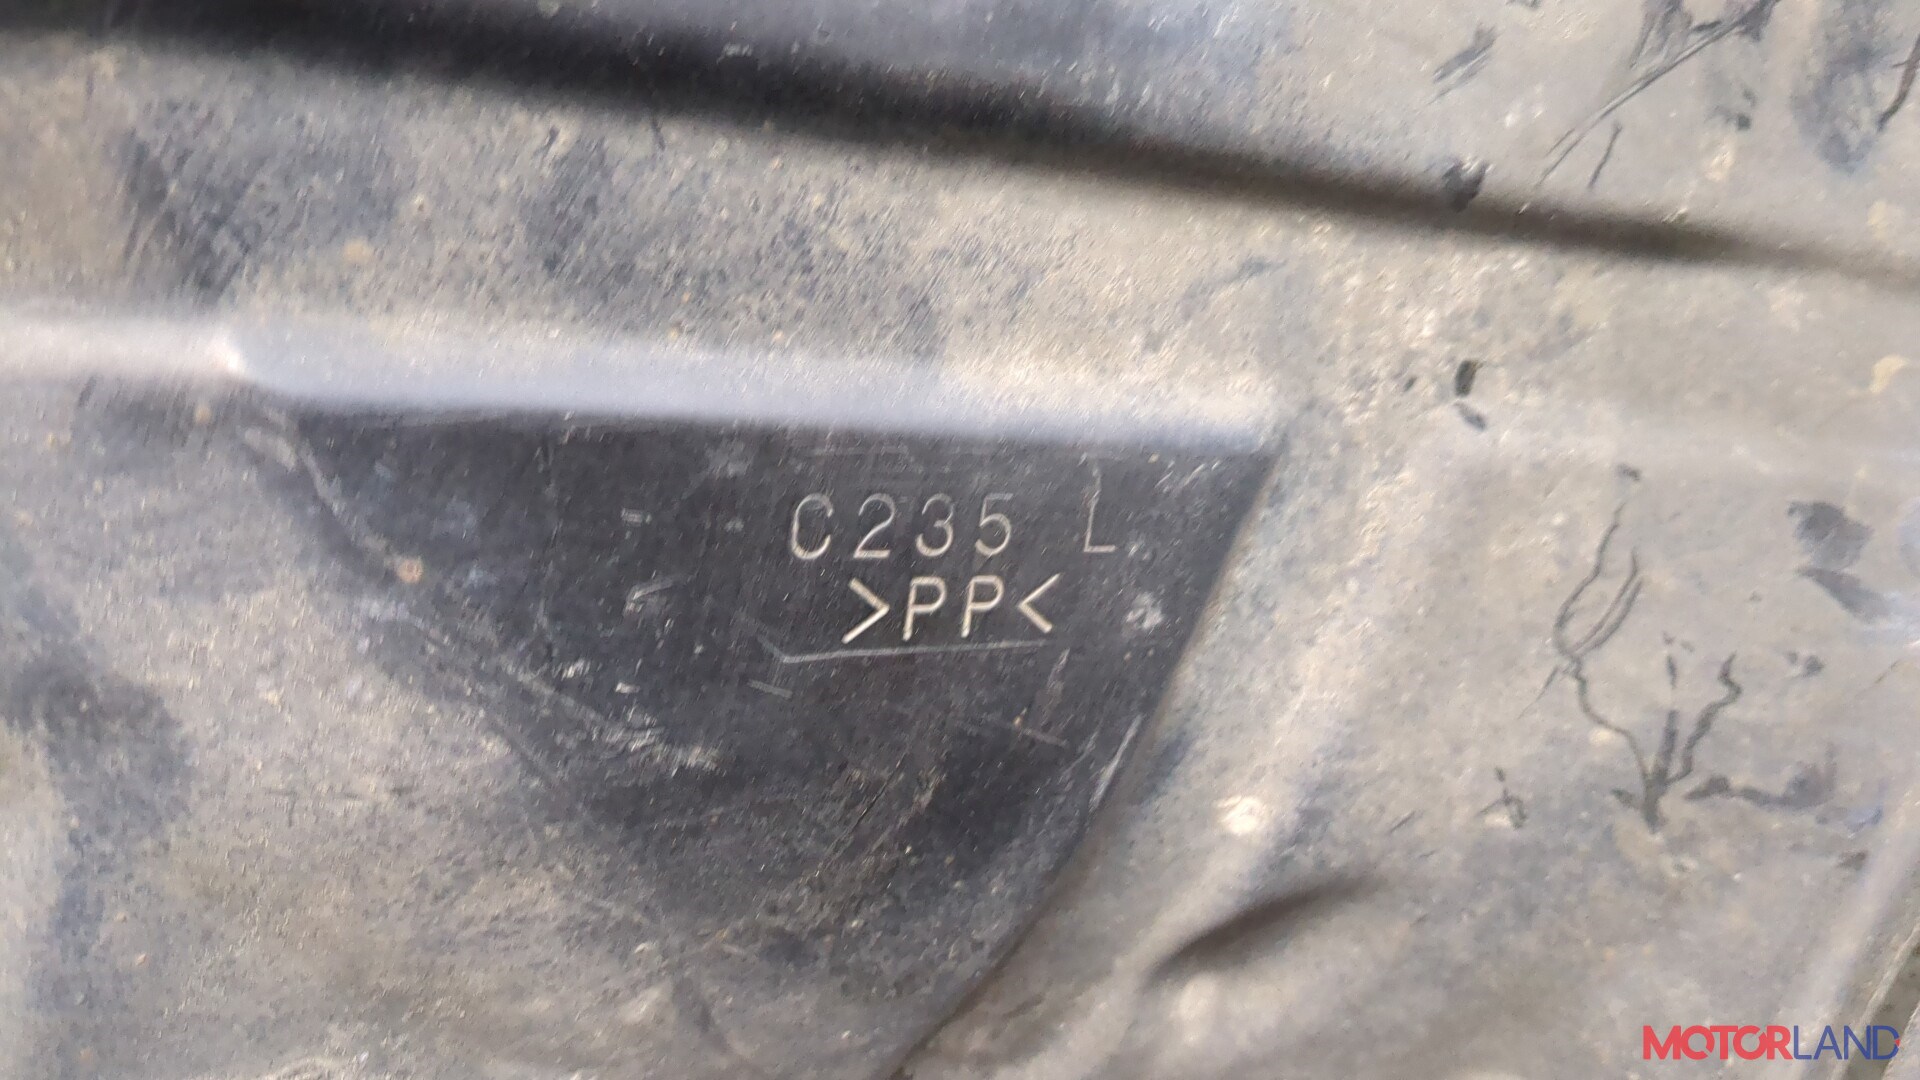 C235 L
>PP<
MOTORLAND